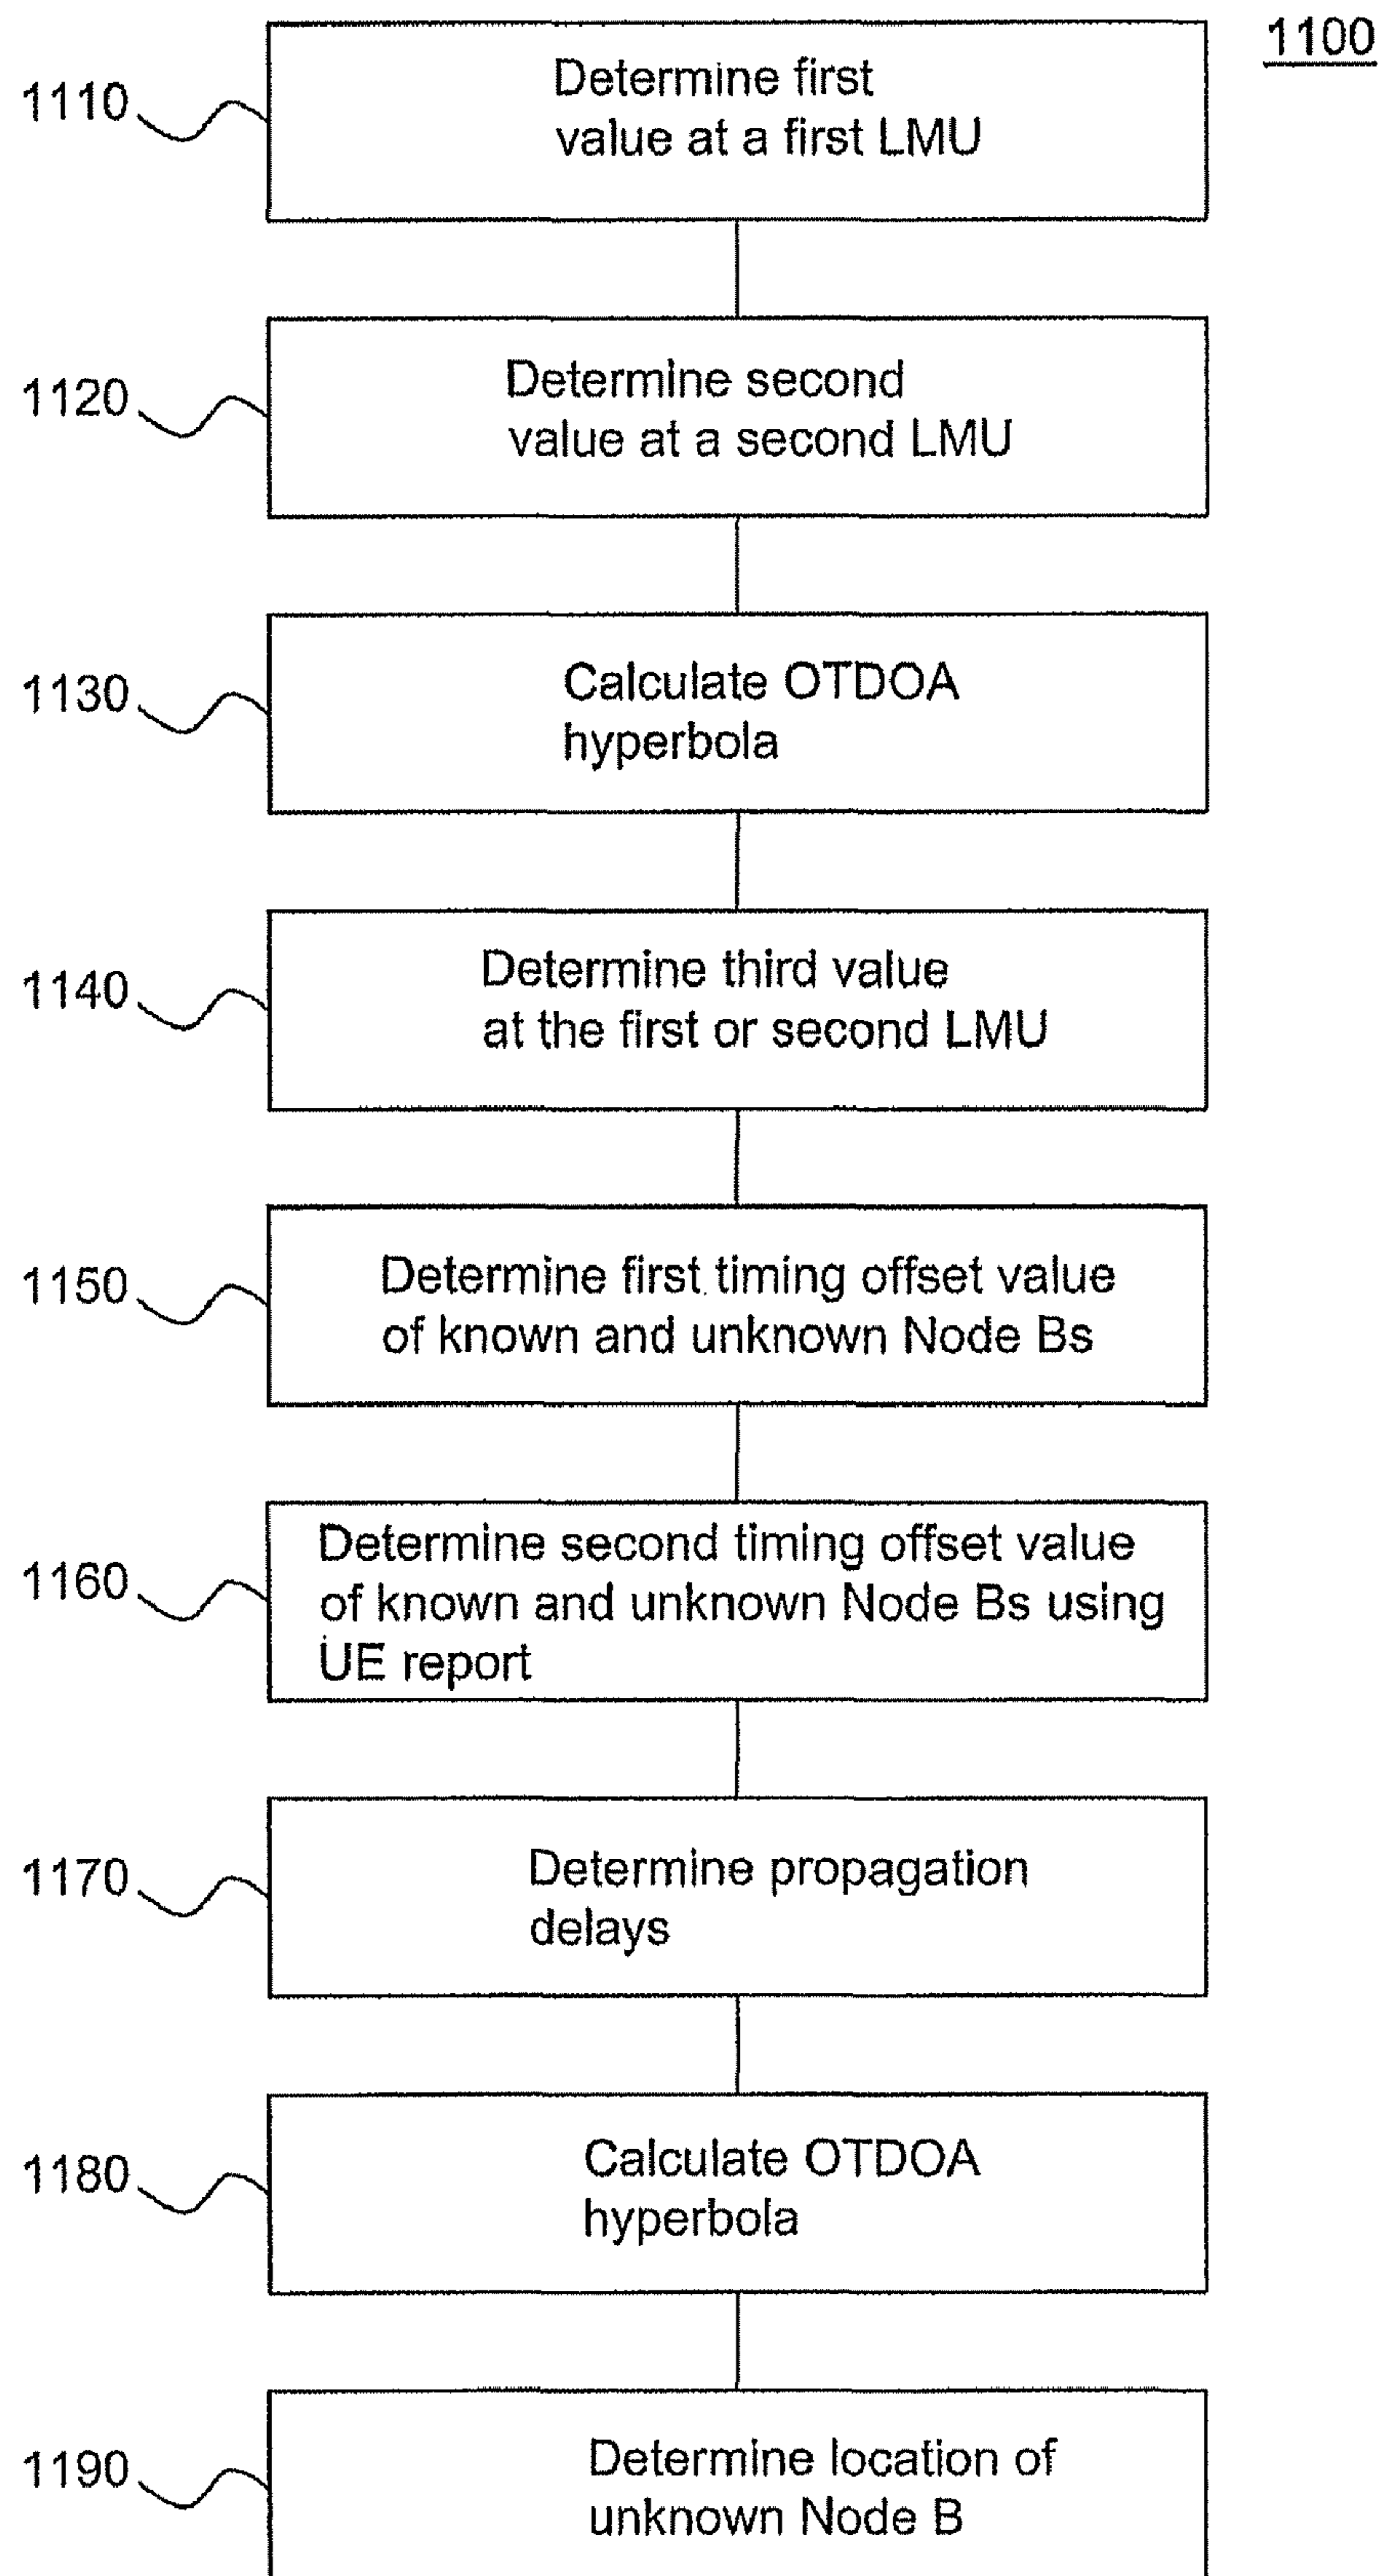 1100
1110
Determine first
value at a first LMU
1120
Determine second
value at a second LMU
1130
Calculate OTDOA
hyperbola
1140
Determine third value
at the first or second LMU
1150
Determine first timing offset value
of known and unknown Node Bs
1160
Determine second timing offset value
of known and unknown Node Bs using
UE report
1170
Determine propagation
delays
1180
Calculate OTDOA
hyperbola
1190
Determine location of
unknown Node B